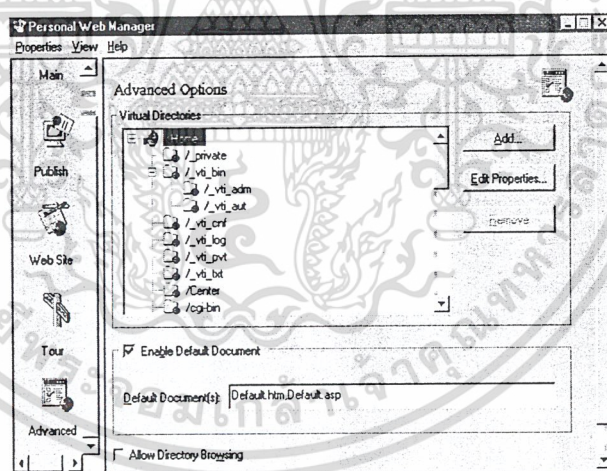 Personal Web Manager
Properties View Help
Main
Publish
Web Site
Tour
Advanced
Advanced Options
Virtual Directories
Home
/_private
/_vti_bin
/_vti_adm
/_vti_aut
/_vti_cnf
/_vti_log
/_vti_pvt
/_vti_txt
/Center
/cgi-bin
Add...
Edit Properties...
Remove
Enable Default Document
Default Document(s): Default.htm,Default.asp
Allow Directory Browsing